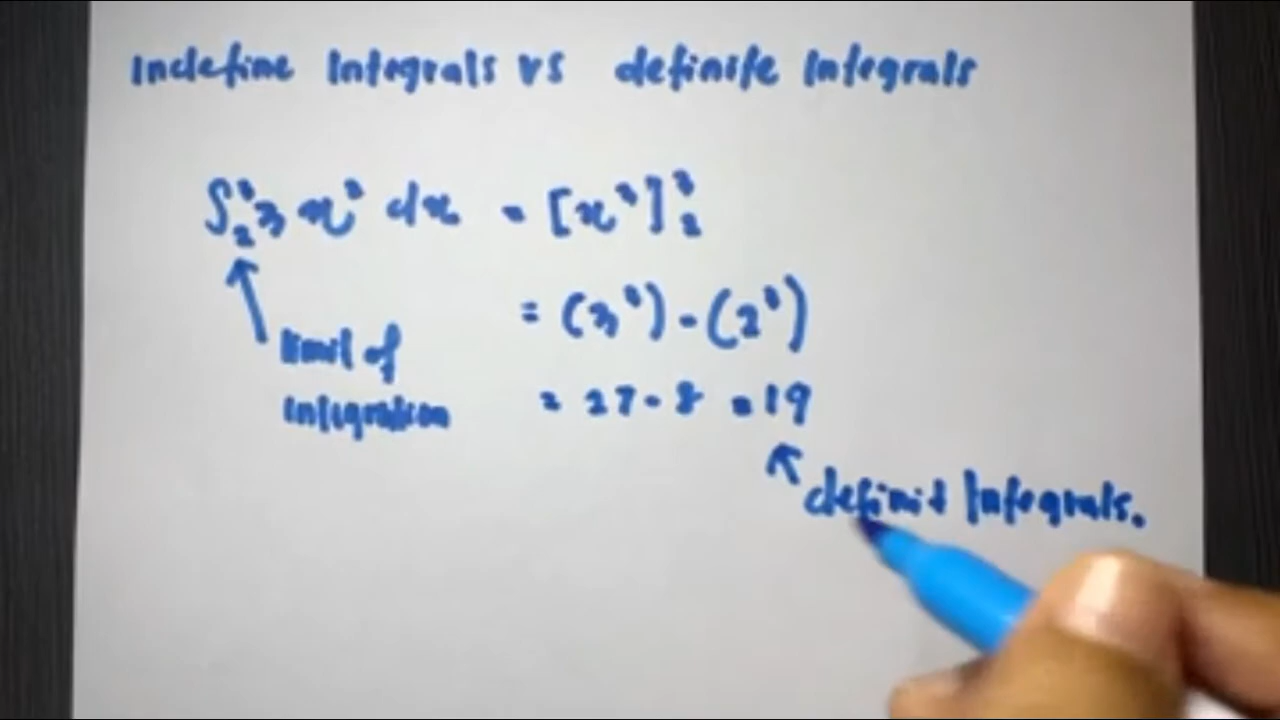 Indefine Integrals vs definite Integrals
∫₂³ 3x² dx = [x³]₂³
= (3³) - (2³)
limit of
integration
= 27 - 8 = 19
definit Integrals.